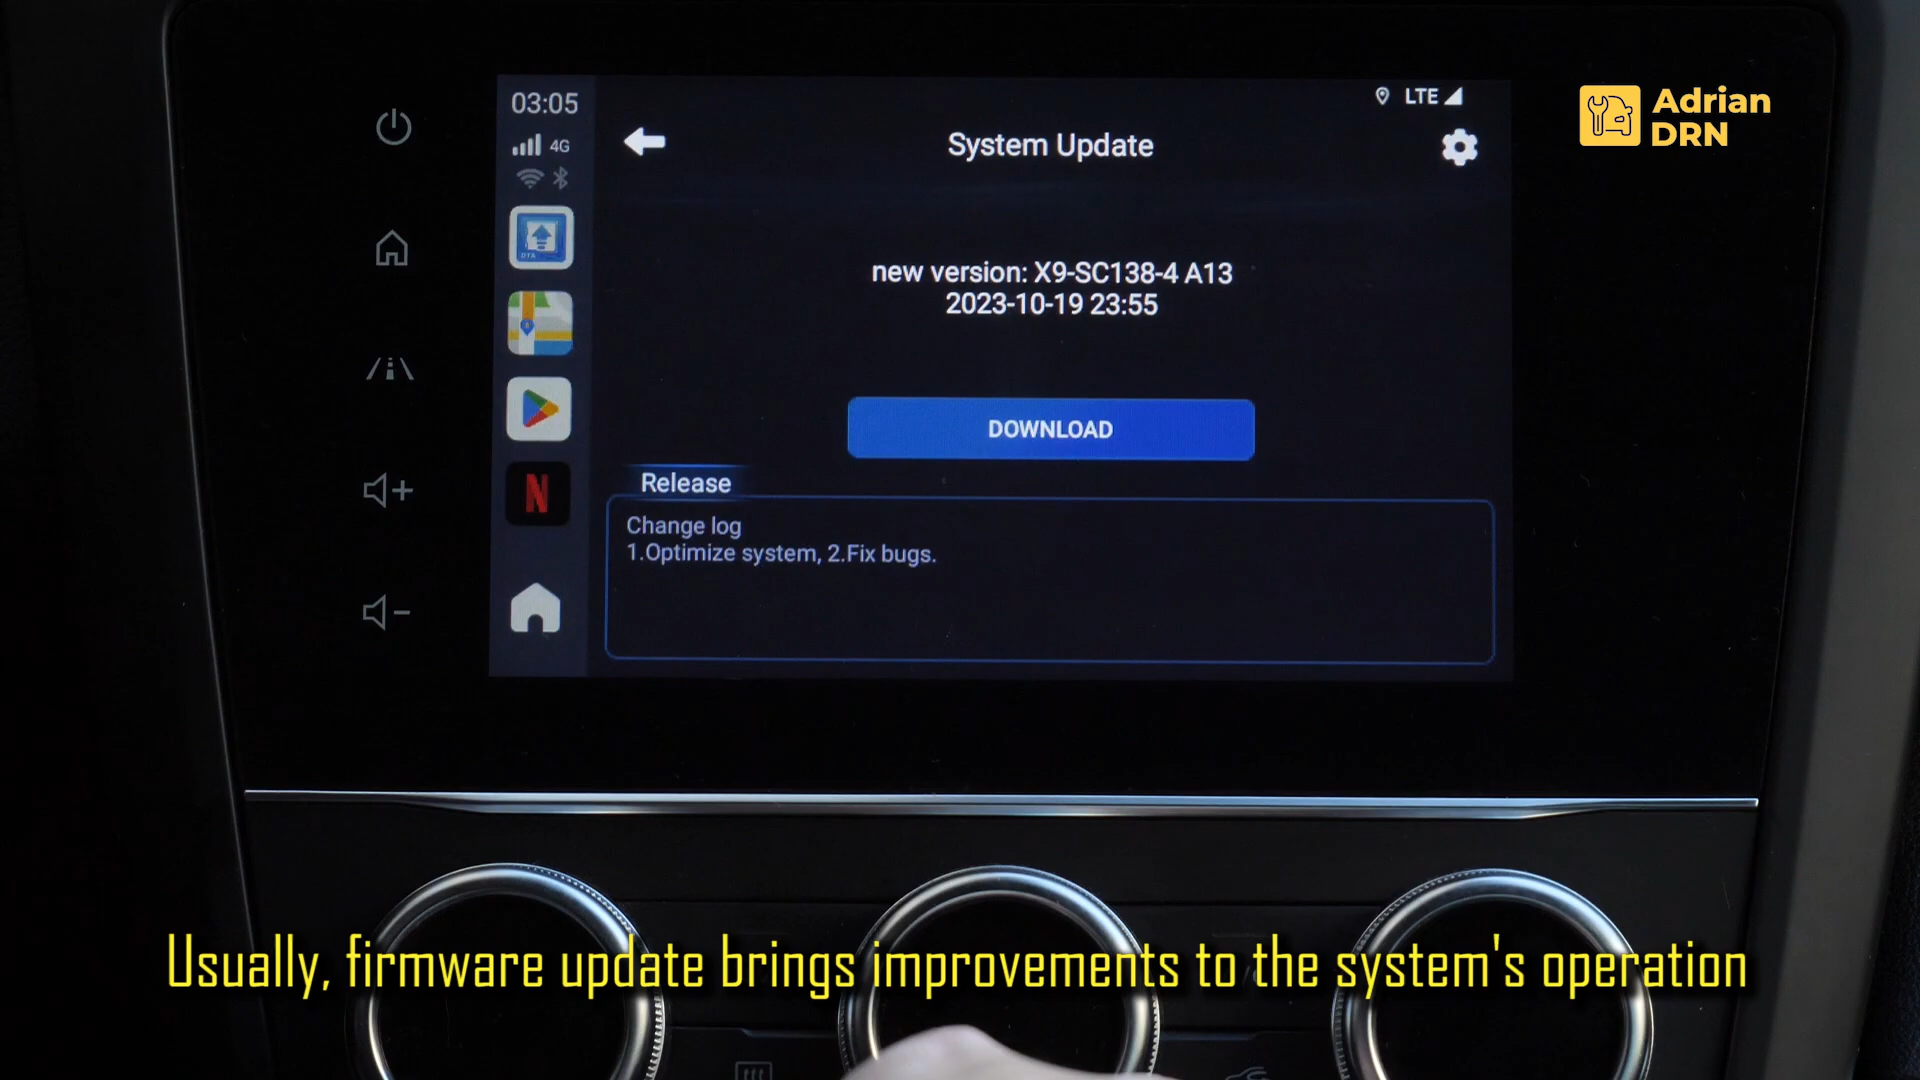 03:05
4G
LTE
System Update
Adrian
DRN
OTA
new version: X9-SC138-4 A13
2023-10-19 23:55
DOWNLOAD
N
Release
Change log
1.Optimize system, 2.Fix bugs.
Usually, firmware update brings improvements to the system's operation